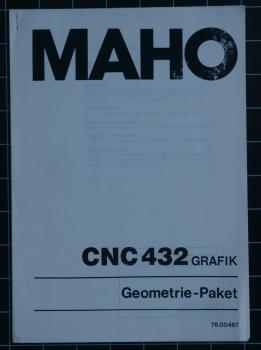 MAHO
CNC 432 GRAFIK
Geometrie-Paket
76.00461